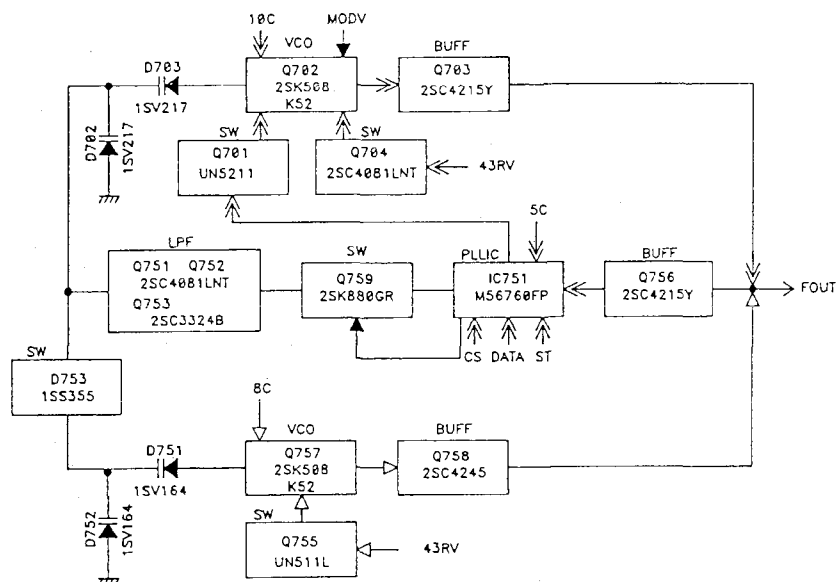 10C
MODV
VCO
BUFF
D703
Q702
2SK508
K52
Q703
2SC4215Y
1SV217
D702
1SV217
SW
SW
Q701
UN5211
Q704
2SC4081LNT
43RV
5C
LPF
SW
PLLIC
BUFF
Q751 Q752
2SC4081LNT
Q753
2SC3324B
Q759
2SK880GR
IC751
M56760FP
Q756
2SC4215Y
FOUT
CS DATA ST
SW
D753
1SS355
8C
VCO
BUFF
D751
Q757
2SK508
K52
Q758
2SC4245
1SV164
D752
1SV164
SW
Q755
UN511L
43RV